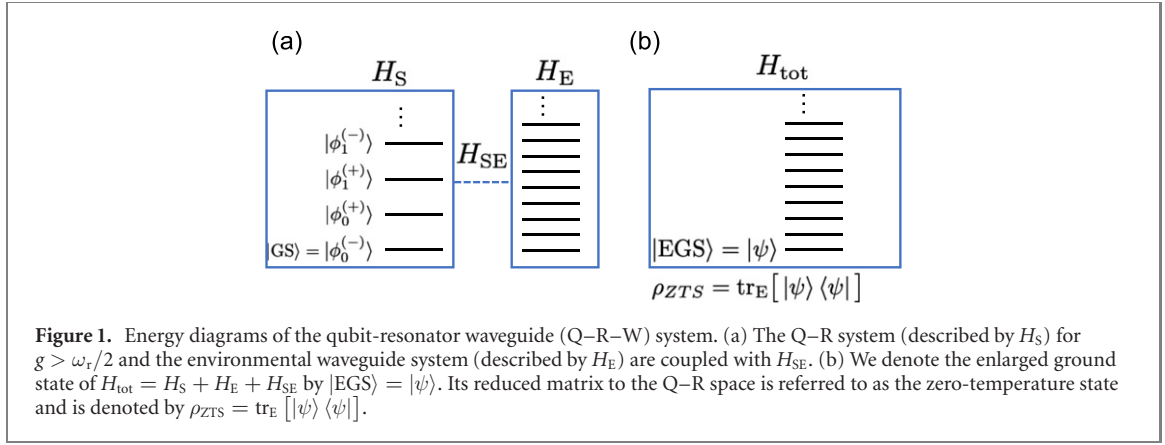 (a)
(b)
H_S
H_E
H_tot
⋮
⋮
⋮
|ϕ_1^(−)⟩
H_SE
|ϕ_1^(+)⟩
|ϕ_0^(+)⟩
|GS⟩ = |ϕ_0^(−)⟩
|EGS⟩ = |ψ⟩
ρ_ZTS = tr_E[|ψ⟩ ⟨ψ|]
Figure 1. Energy diagrams of the qubit-resonator waveguide (Q–R–W) system. (a) The Q–R system (described by H_S) for
g > ω_r/2 and the environmental waveguide system (described by H_E) are coupled with H_SE. (b) We denote the enlarged ground
state of H_tot = H_S + H_E + H_SE by |EGS⟩ = |ψ⟩. Its reduced matrix to the Q–R space is referred to as the zero-temperature state
and is denoted by ρ_ZTS = tr_E [|ψ⟩ ⟨ψ|].